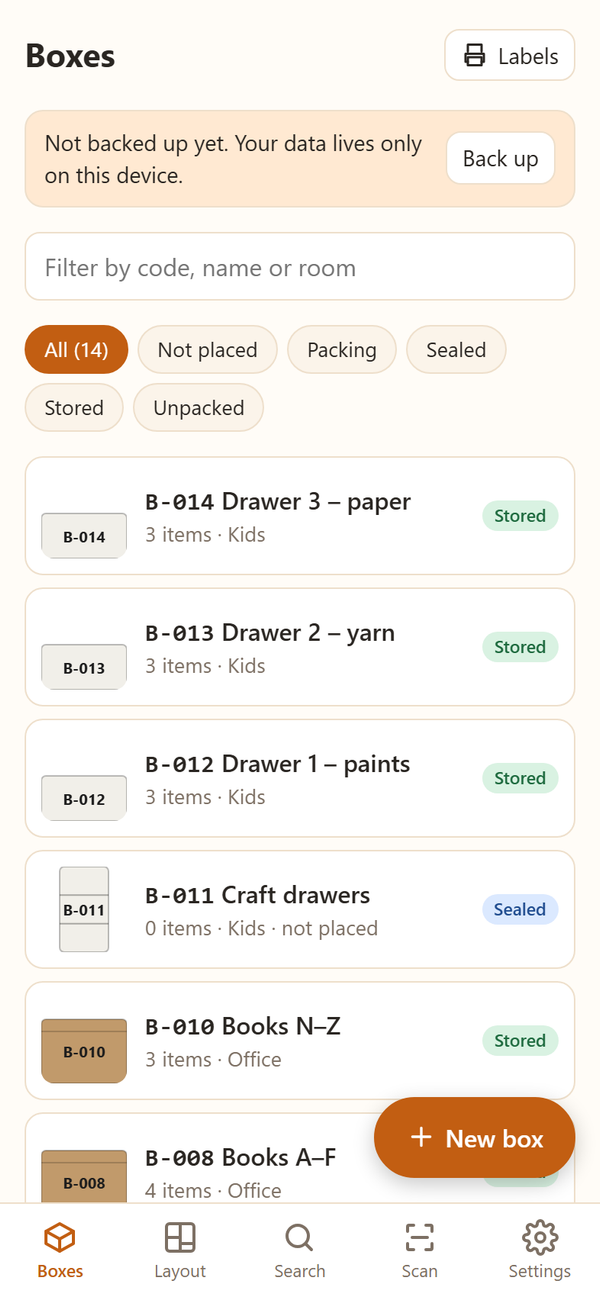 Boxes
Labels
Not backed up yet. Your data lives only
on this device.
Back up
Filter by code, name or room
All (14)
Not placed
Packing
Sealed
Stored
Unpacked
B-014 Drawer 3 – paper
3 items · Kids
B-014
Stored
B-013 Drawer 2 – yarn
3 items · Kids
B-013
Stored
B-012 Drawer 1 – paints
3 items · Kids
B-012
Stored
B-011 Craft drawers
0 items · Kids · not placed
B-011
Sealed
B-010 Books N–Z
3 items · Office
B-010
Stored
B-008 Books A–F
4 items · Office
B-008
+ New box
Boxes
Layout
Search
Scan
Settings